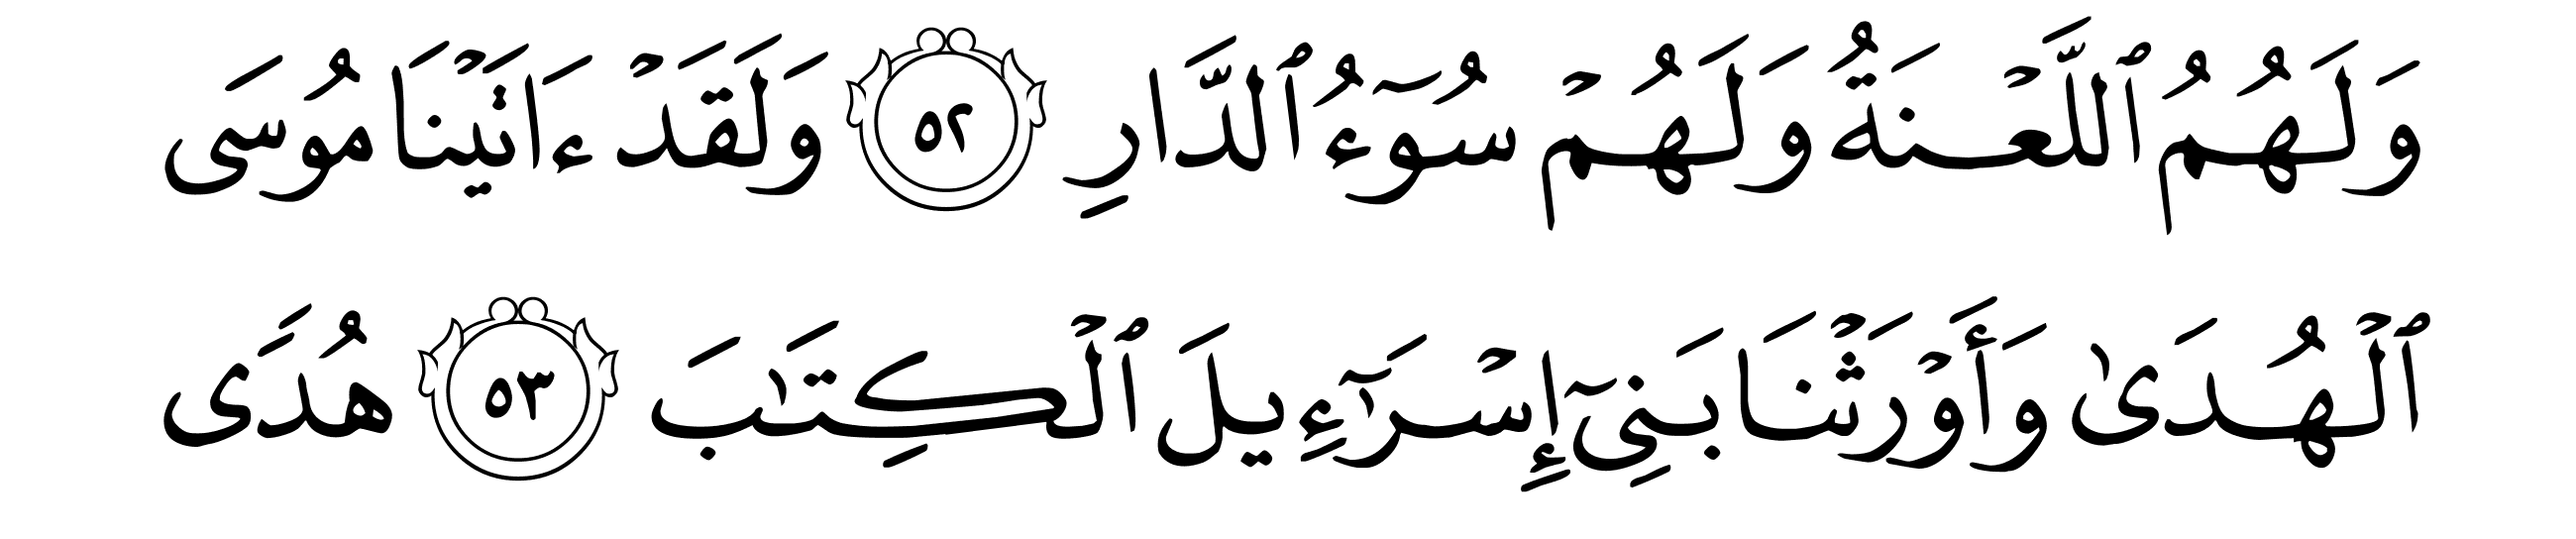 وَلَهُمُ ٱللَّعْنَةُ وَلَهُمْ سُوٓءُ ٱلدَّارِ ٥٢ وَلَقَدْ ءَاتَيْنَا مُوسَى
ٱلْهُدَىٰ وَأَوْرَثْنَا بَنِىٓ إِسْرَٰٓءِيلَ ٱلْكِتَٰبَ ٥٣ هُدًى